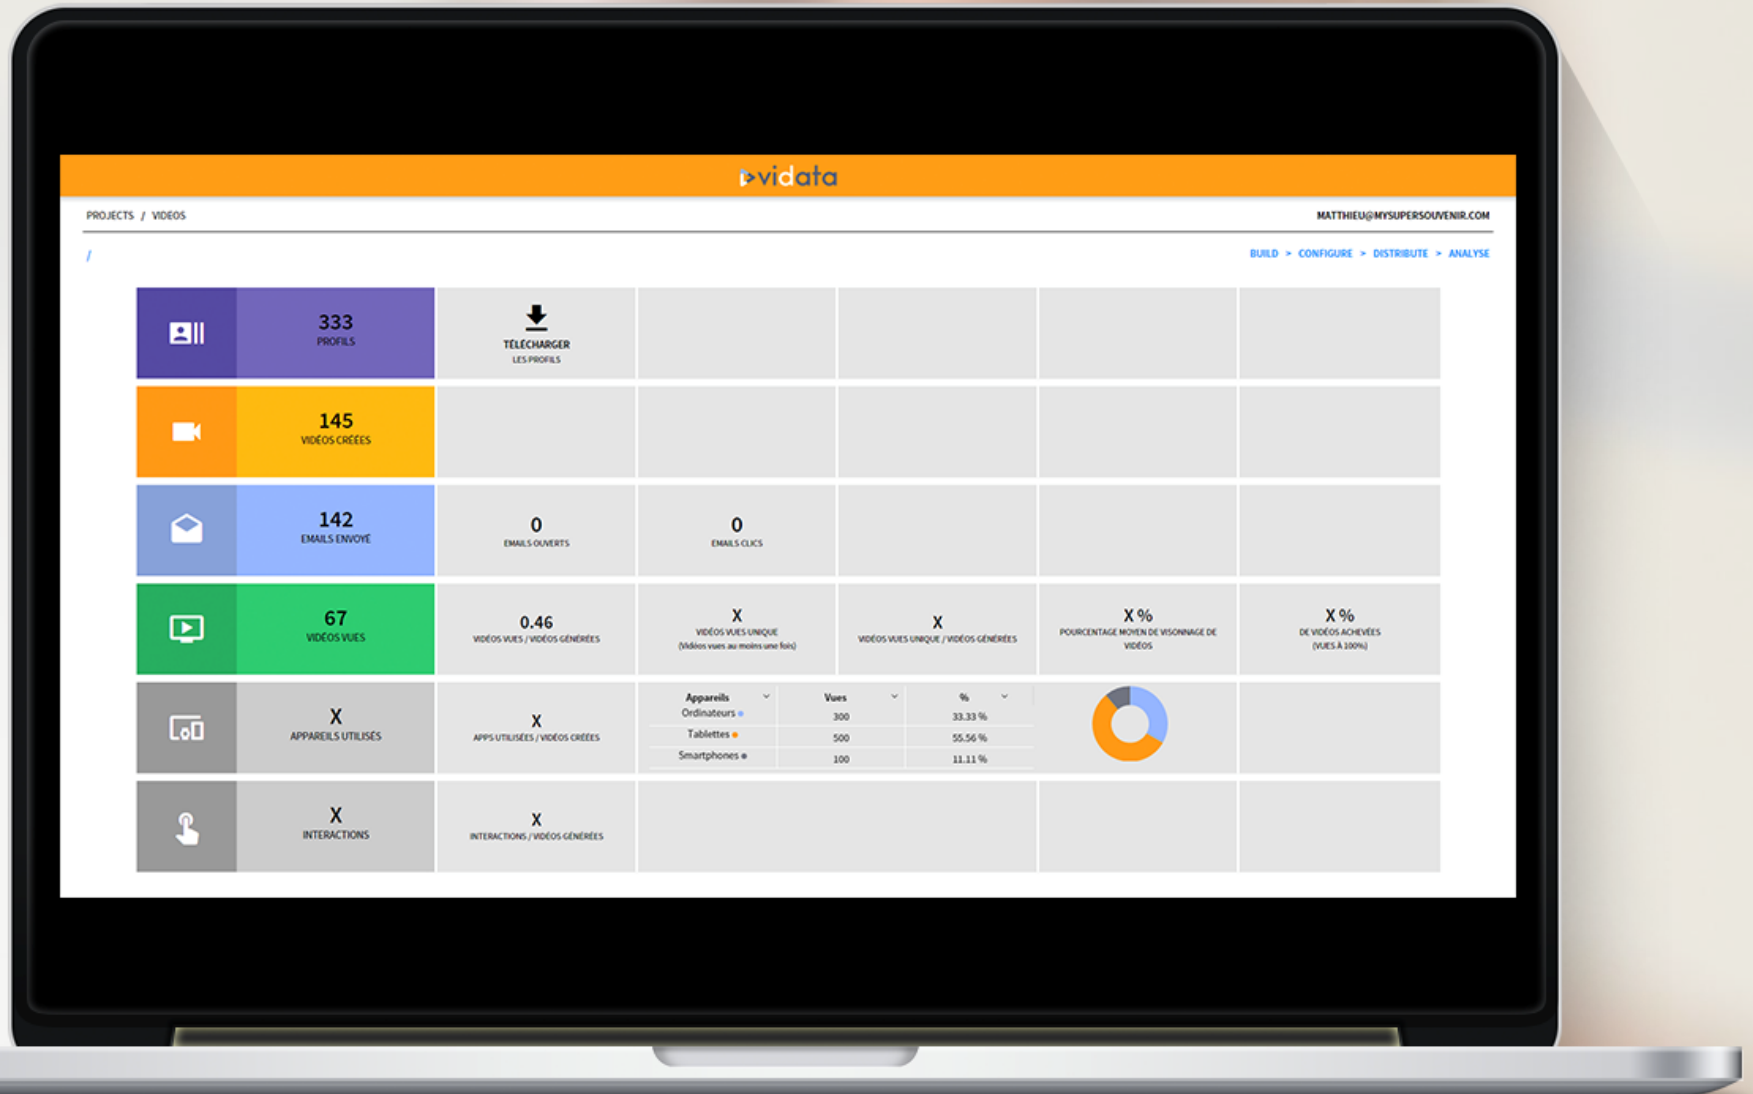 vidata
PROJECTS / VIDEOS
MATTHIEU@MYSUPERSOUVENIR.COM
/
BUILD > CONFIGURE > DISTRIBUTE > ANALYSE
333
PROFILS
TÉLÉCHARGER
LES PROFILS
145
VIDÉOS CRÉÉES
142
EMAILS ENVOYÉ
0
EMAILS OUVERTS
0
EMAILS CLICS
67
VIDÉOS VUES
0.46
VIDÉOS VUES / VIDÉOS GÉNÉRÉES
X
VIDÉOS VUES UNIQUE
(Vidéos vues au moins une fois)
X
VIDÉOS VUES UNIQUE / VIDÉOS GÉNÉRÉES
X %
POURCENTAGE MOYEN DE VISONNAGE DE
VIDÉOS
X %
DE VIDÉOS ACHEVÉES
(VUES À 100%)
X
APPAREILS UTILISÉS
X
APPS UTILISÉES / VIDÉOS CRÉÉES
Appareils Vues %
Ordinateurs 300 33.33 %
Tablettes 500 55.56 %
Smartphones 100 11.11 %
X
INTERACTIONS
X
INTERACTIONS / VIDÉOS GÉNÉRÉES